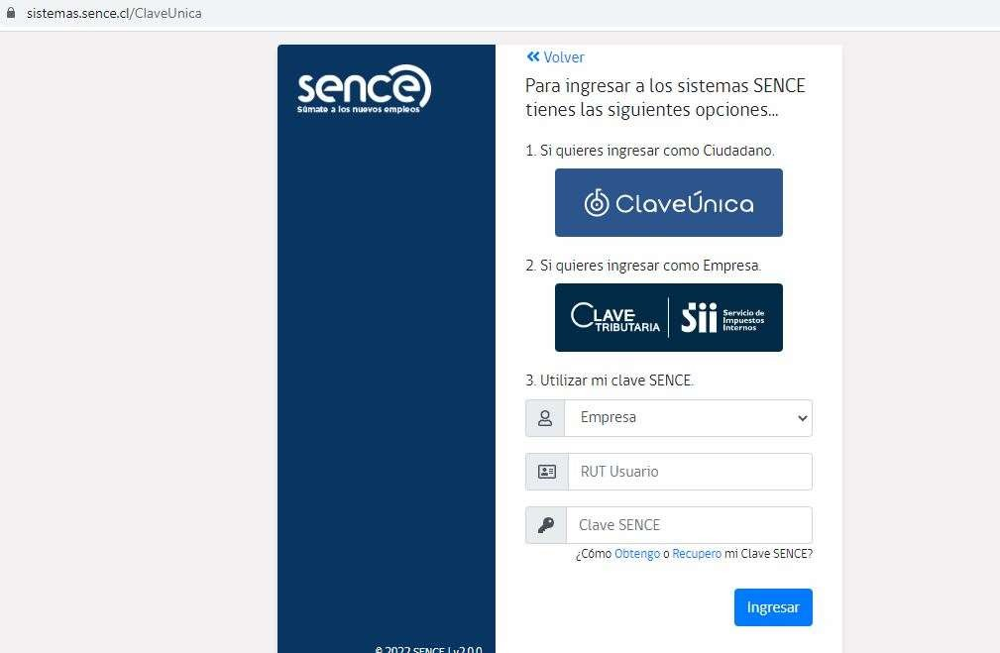 sistemas.sence.cl/ClaveUnica
sence
Súmate a los nuevos empleos
Volver
Para ingresar a los sistemas SENCE
tienes las siguientes opciones...
1. Si quieres ingresar como Ciudadano.
ClaveÚnica
2. Si quieres ingresar como Empresa.
CLAVE
TRIBUTARIA
Sii
Servicio de
Impuestos
Internos
3. Utilizar mi clave SENCE.
Empresa
RUT Usuario
Clave SENCE
¿Cómo Obtengo o Recupero mi Clave SENCE?
Ingresar
© 2022 SENCE | v2.0.0